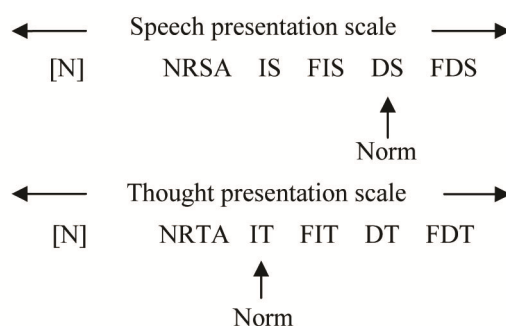 Speech presentation scale
[N] NRSA IS FIS DS FDS
Norm
Thought presentation scale
[N] NRTA IT FIT DT FDT
Norm